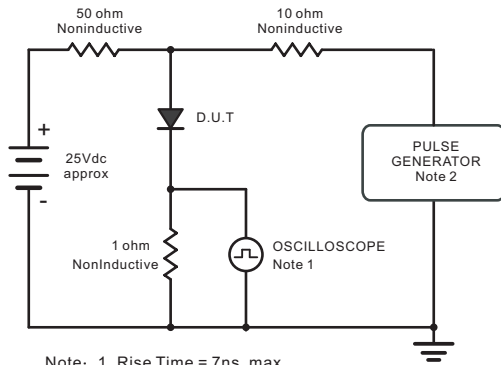 50 ohm
Noninductive
10 ohm
Noninductive
D.U.T
+
25Vdc
approx
-
PULSE
GENERATOR
Note 2
1 ohm
NonInductive
OSCILLOSCOPE
Note 1
Note: 1. Rise Time = 7ns max.